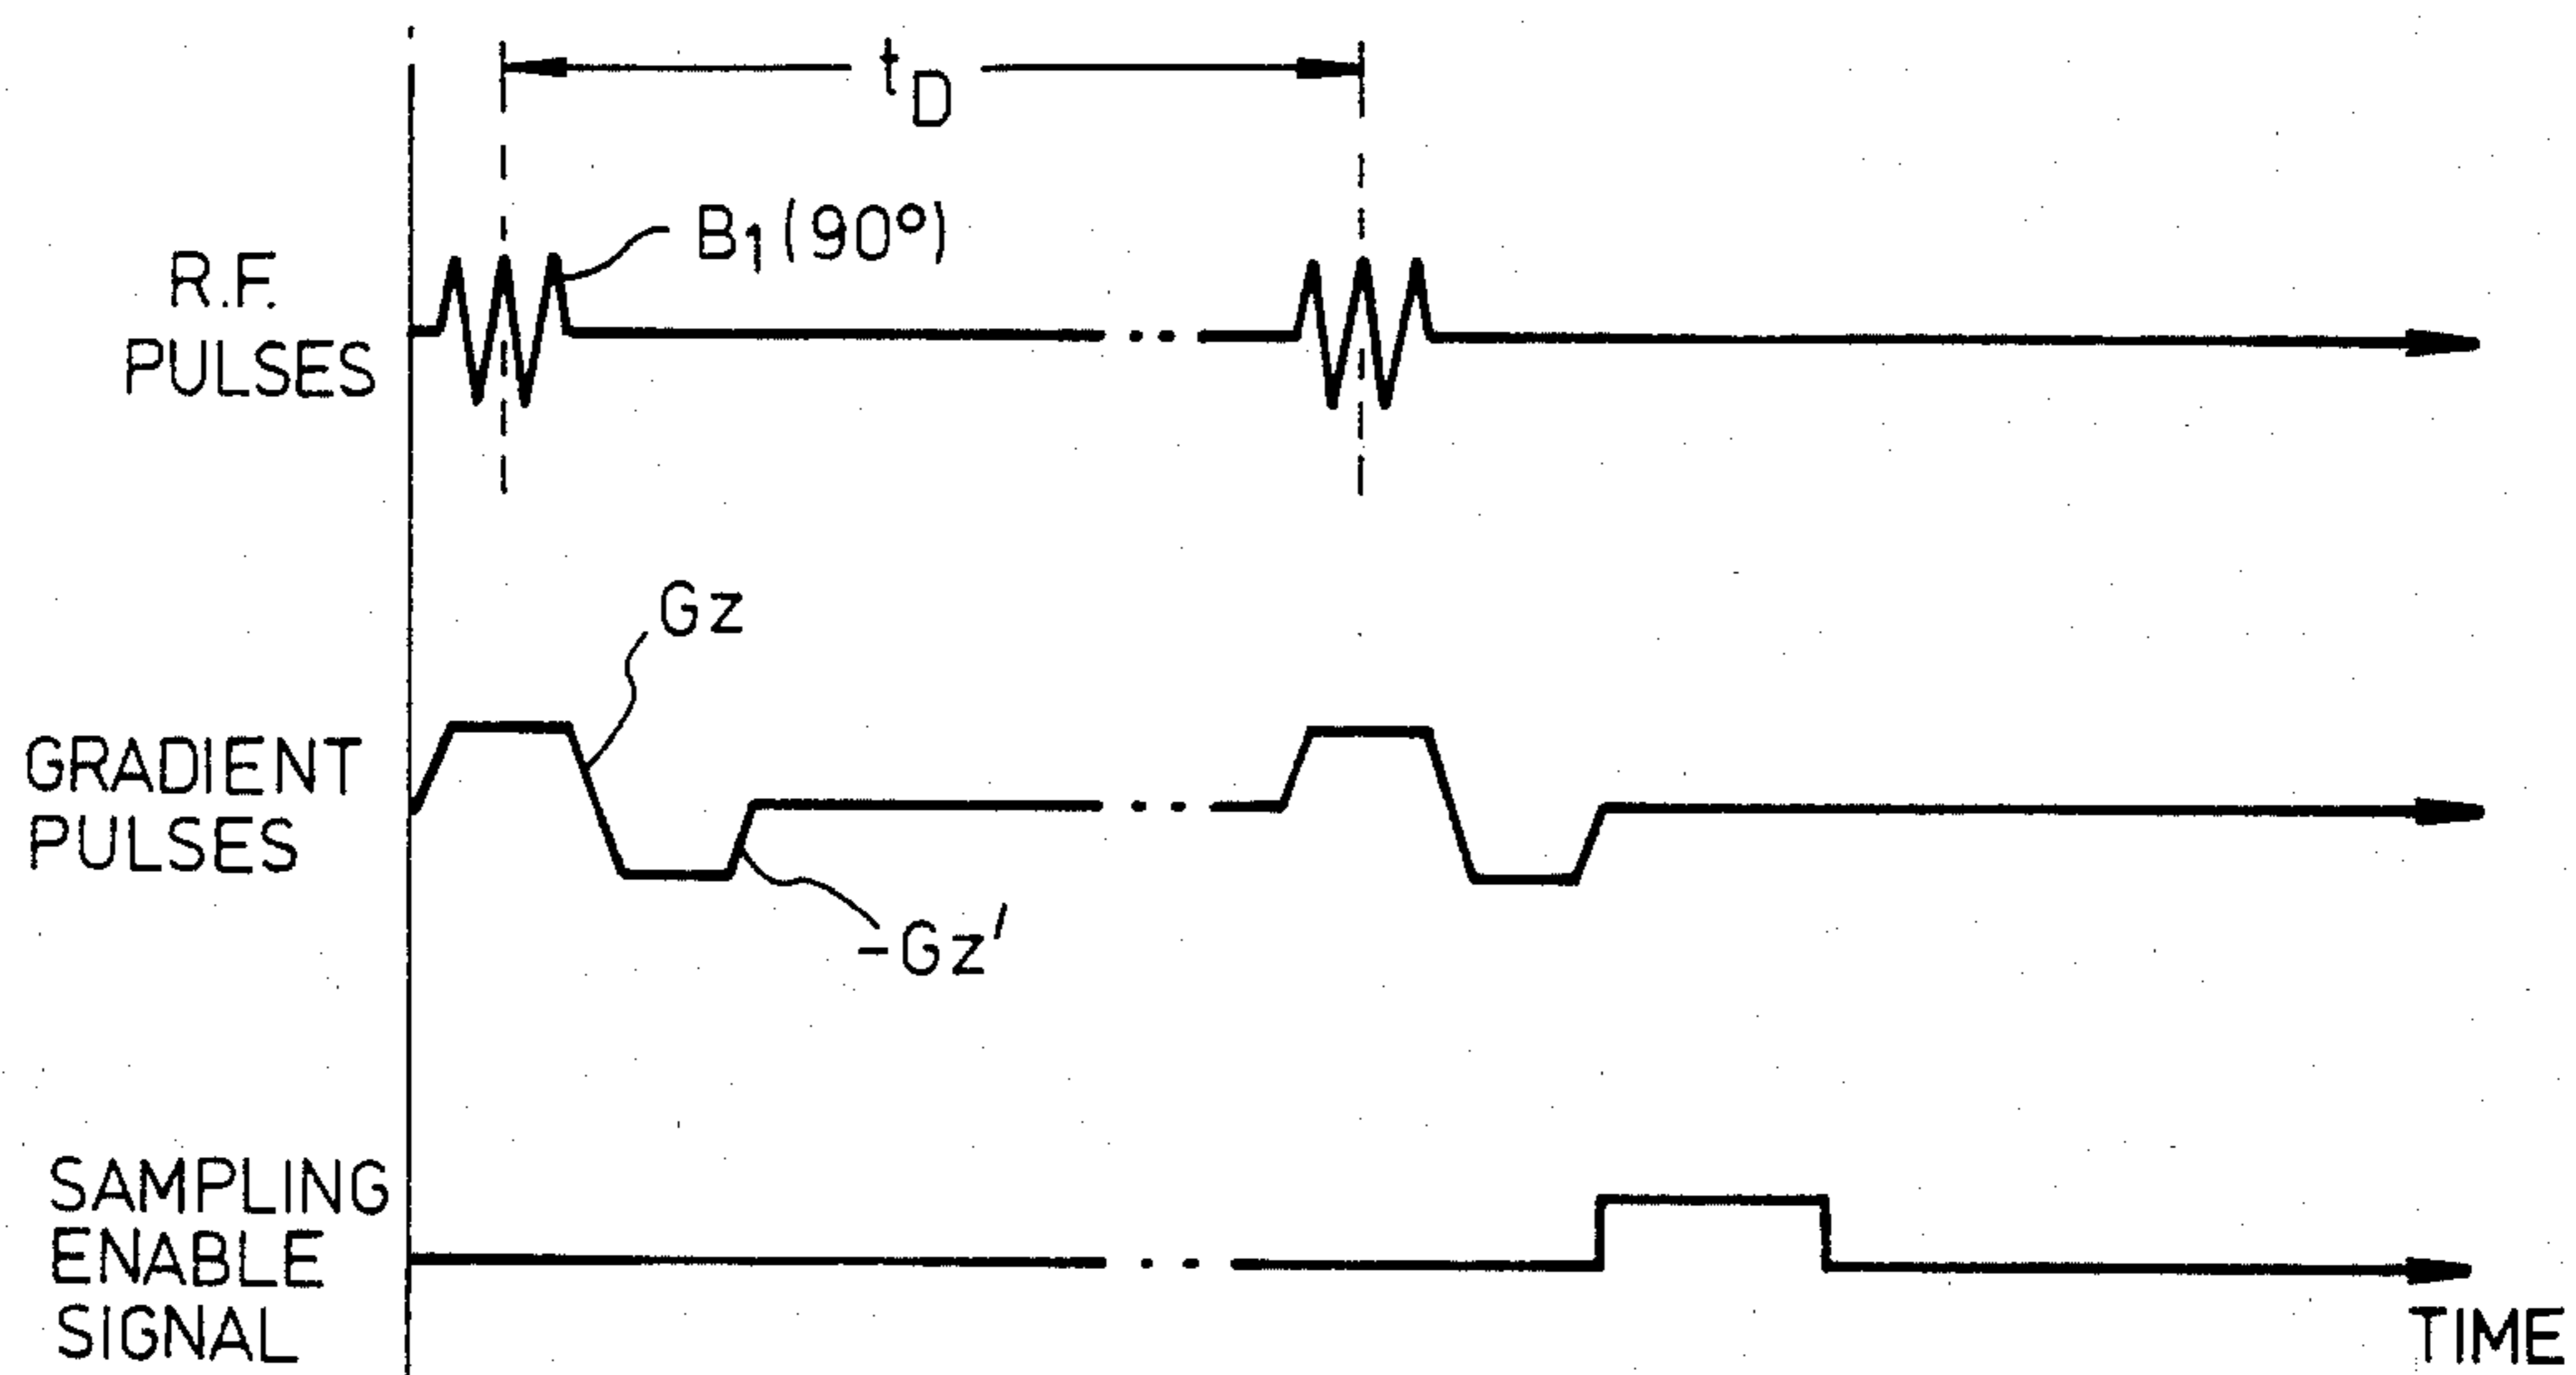 tD
B1(90°)
R.F.
PULSES
Gz
GRADIENT
PULSES
-Gz'
SAMPLING
ENABLE
SIGNAL
TIME